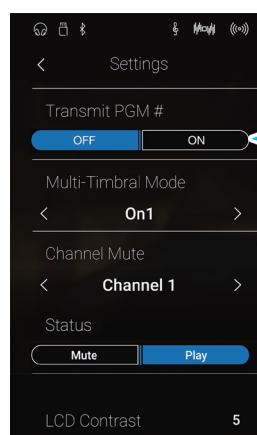 Settings
Transmit PGM #
OFF ON
Multi-Timbral Mode
On1
Channel Mute
Channel 1
Status
Mute Play
LCD Contrast 5